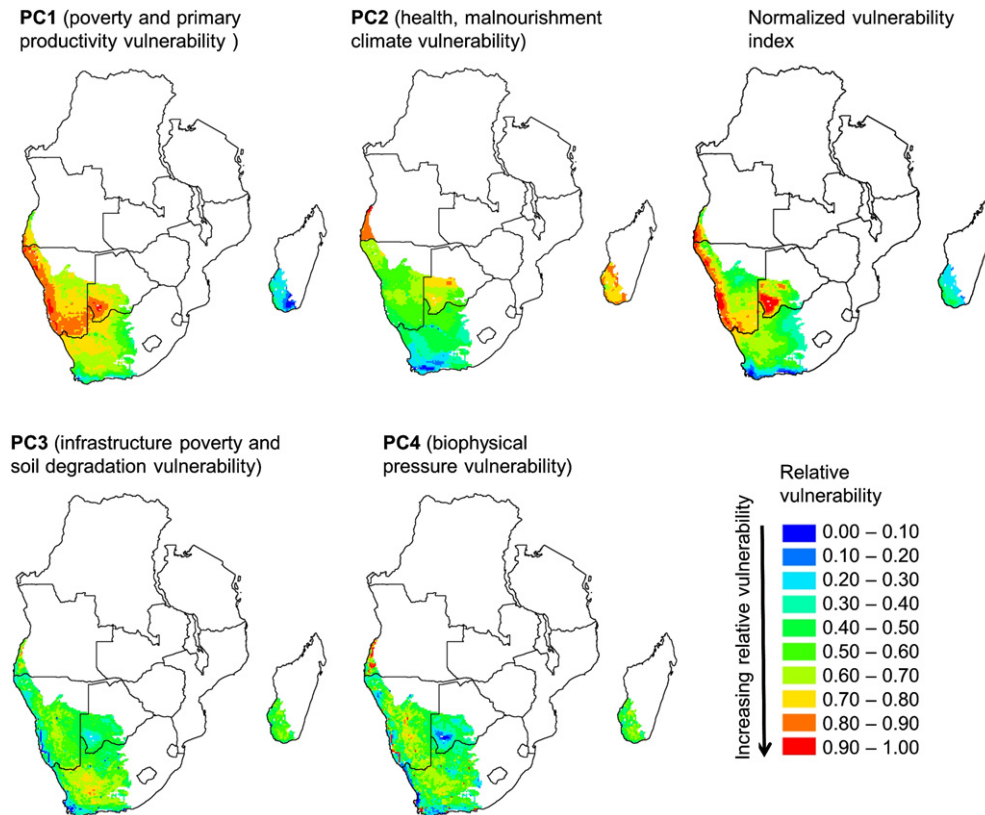 PC1 (poverty and primary
productivity vulnerability )
PC2 (health, malnourishment
climate vulnerability)
Normalized vulnerability
index
PC3 (infrastructure poverty and
soil degradation vulnerability)
PC4 (biophysical
pressure vulnerability)
Relative
vulnerability
Increasing relative vulnerability
0.00 – 0.10
0.10 – 0.20
0.20 – 0.30
0.30 – 0.40
0.40 – 0.50
0.50 – 0.60
0.60 – 0.70
0.70 – 0.80
0.80 – 0.90
0.90 – 1.00